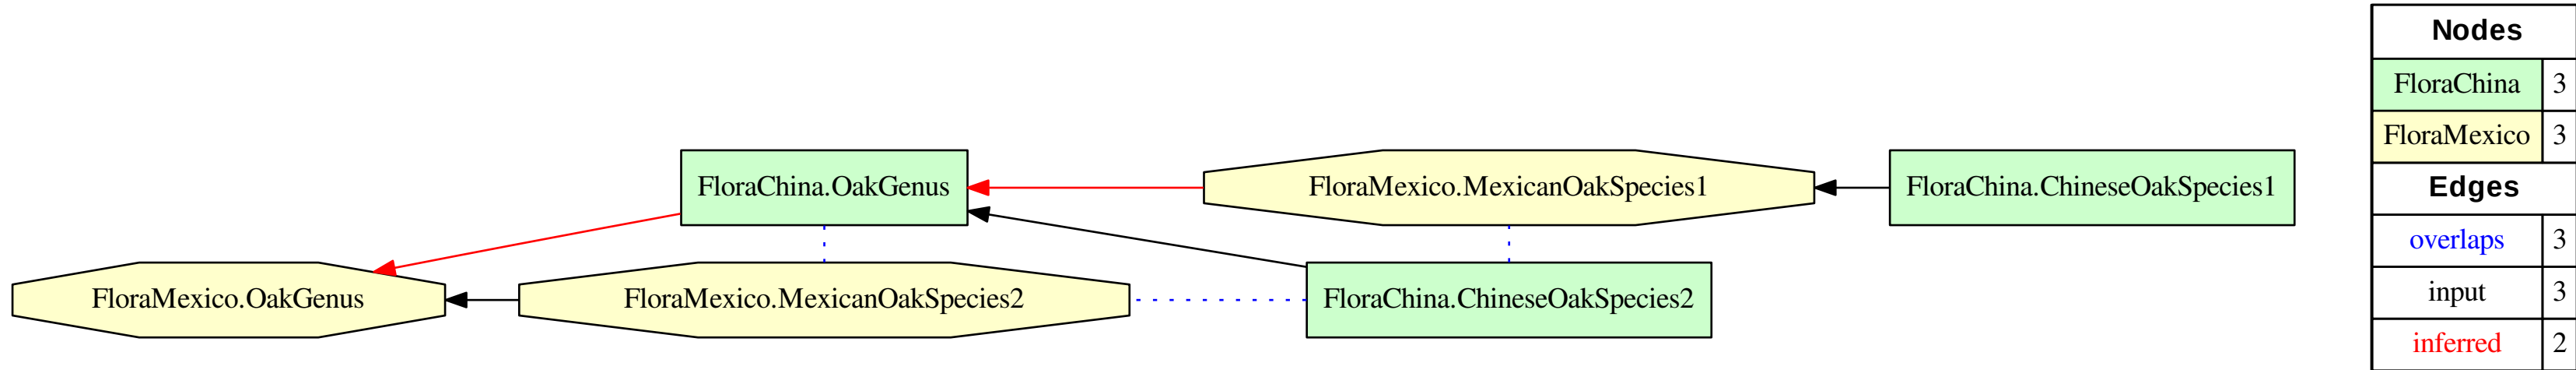 FloraChina.OakGenus
FloraMexico.MexicanOakSpecies1
FloraChina.ChineseOakSpecies1
FloraMexico.OakGenus
FloraMexico.MexicanOakSpecies2
FloraChina.ChineseOakSpecies2
Nodes
FloraChina 3
FloraMexico 3
Edges
overlaps 3
input 3
inferred 2